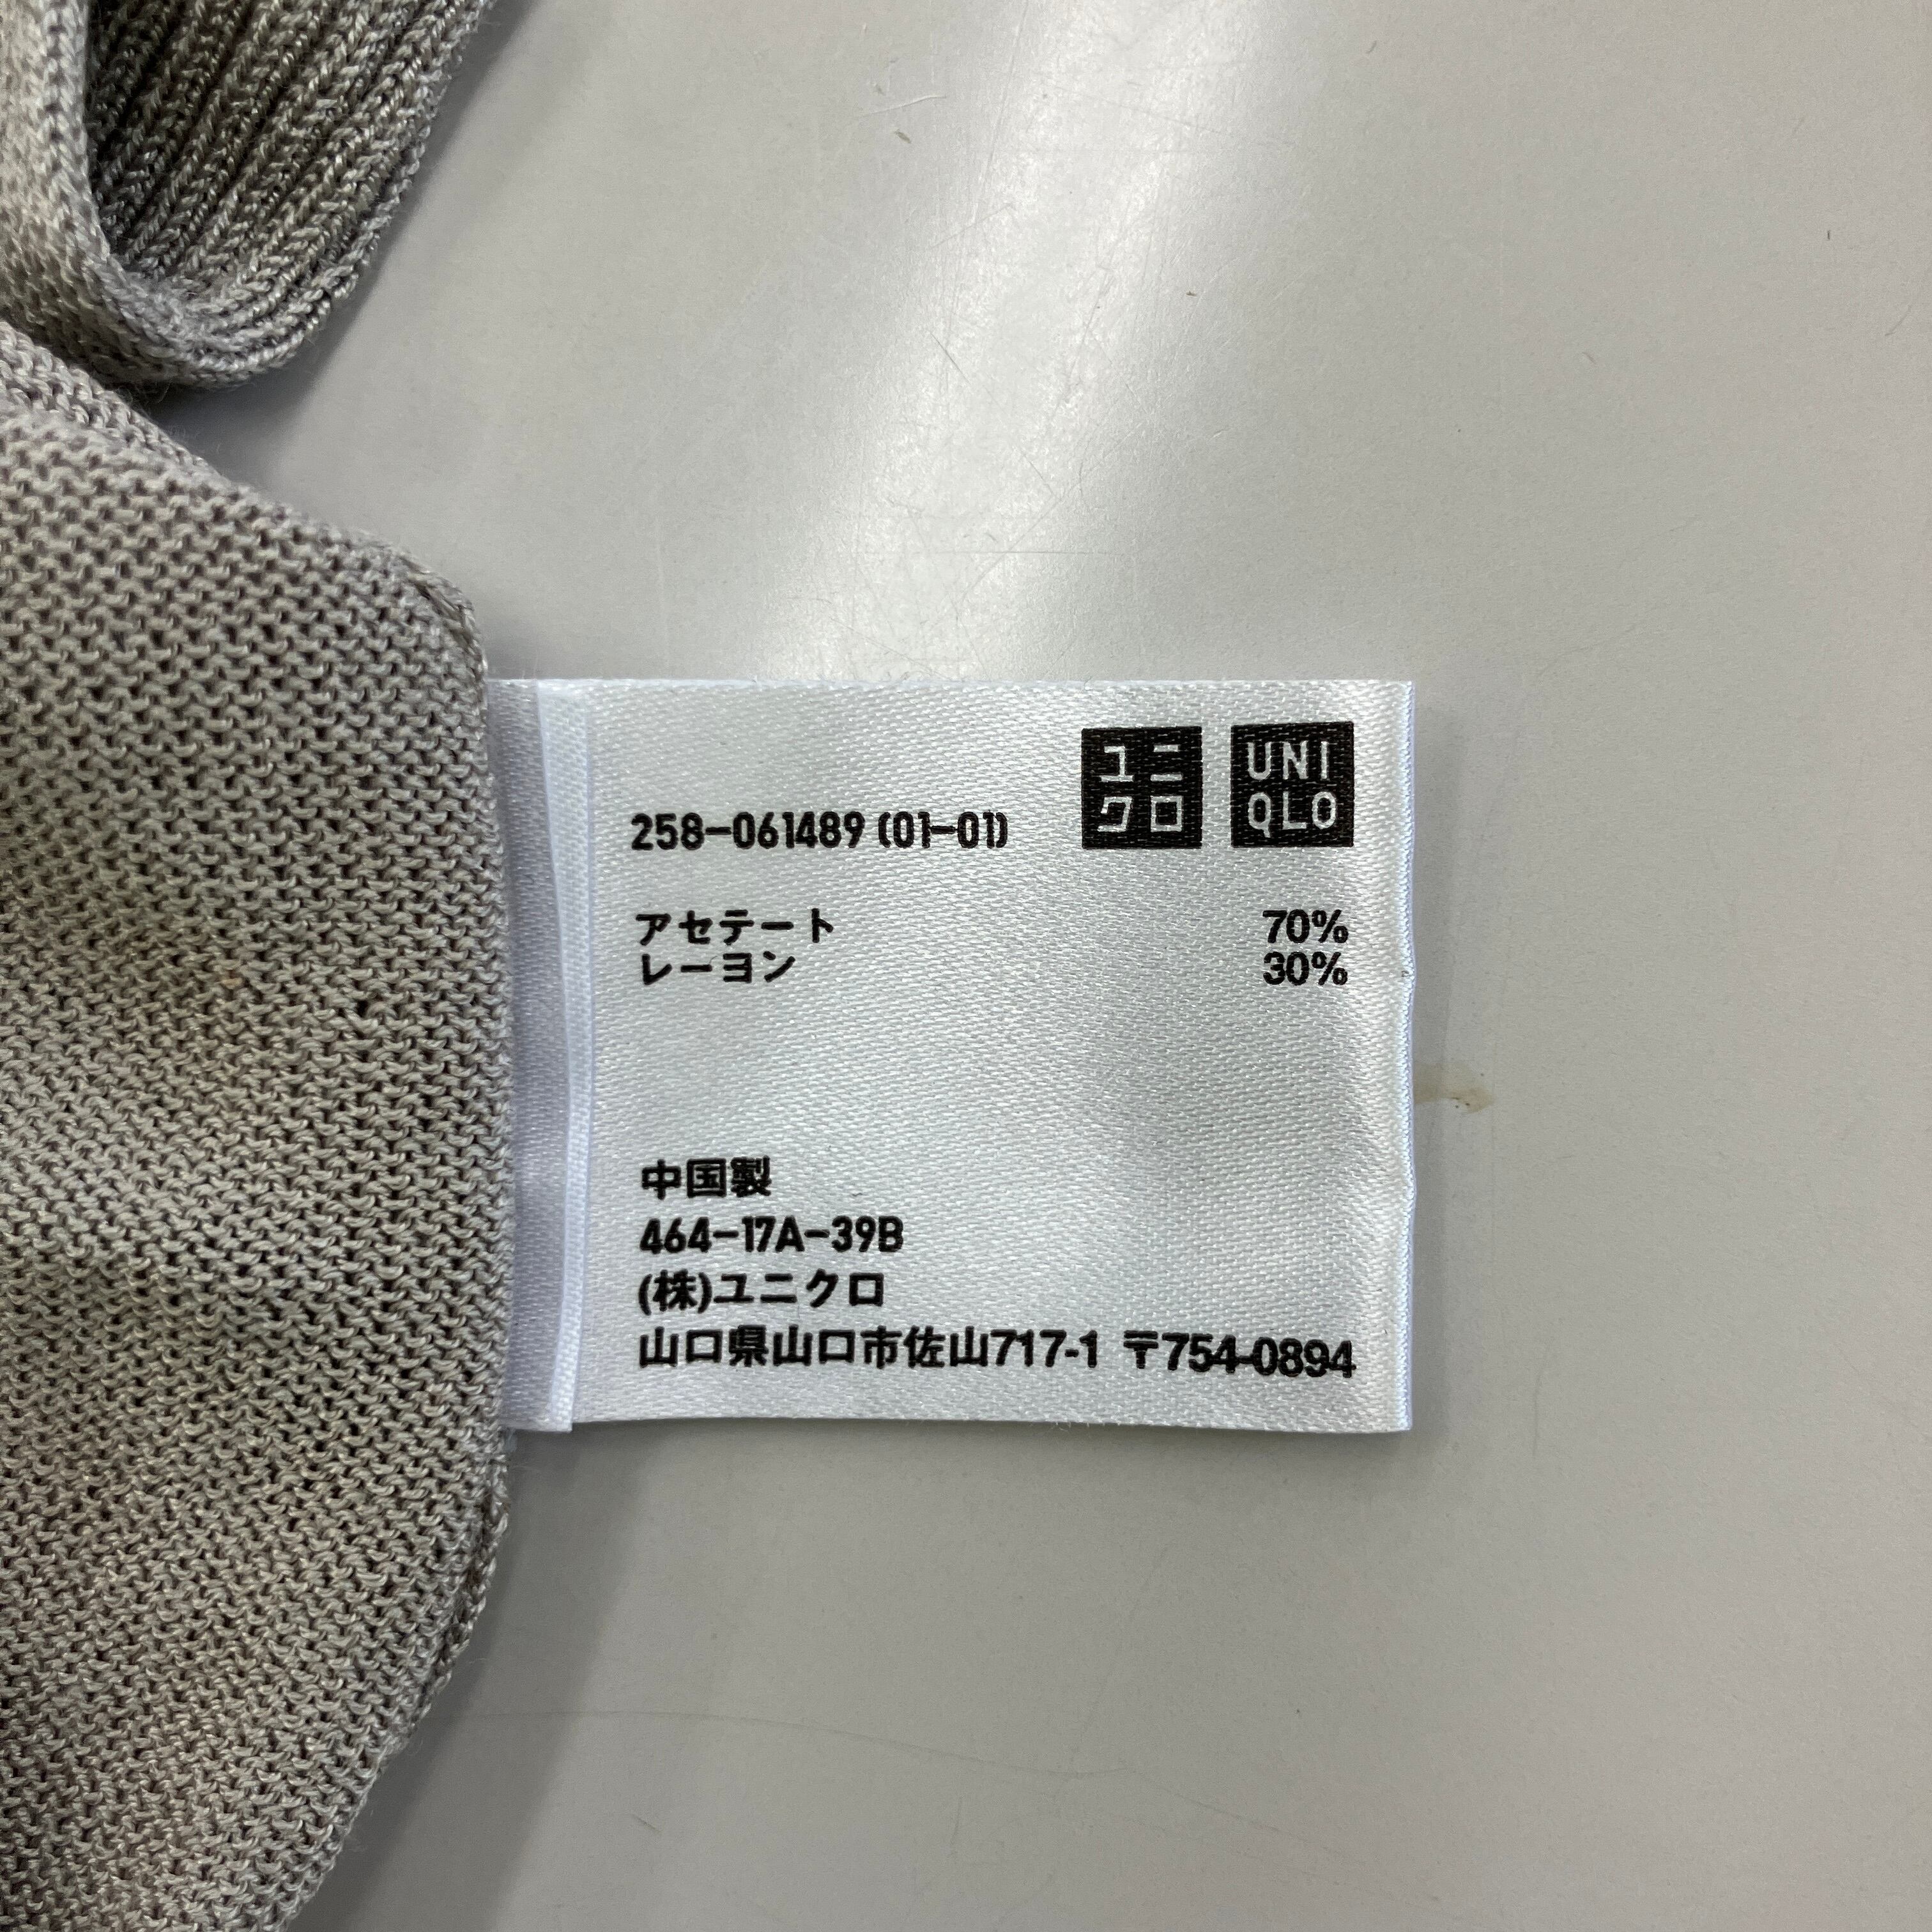 ユニ
クロ
UNI
QLO
258-061489 (01-01)
アセテート 70%
レーヨン 30%
中国製
464-17A-39B
(株)ユニクロ
山口県山口市佐山717-1 〒754-0894